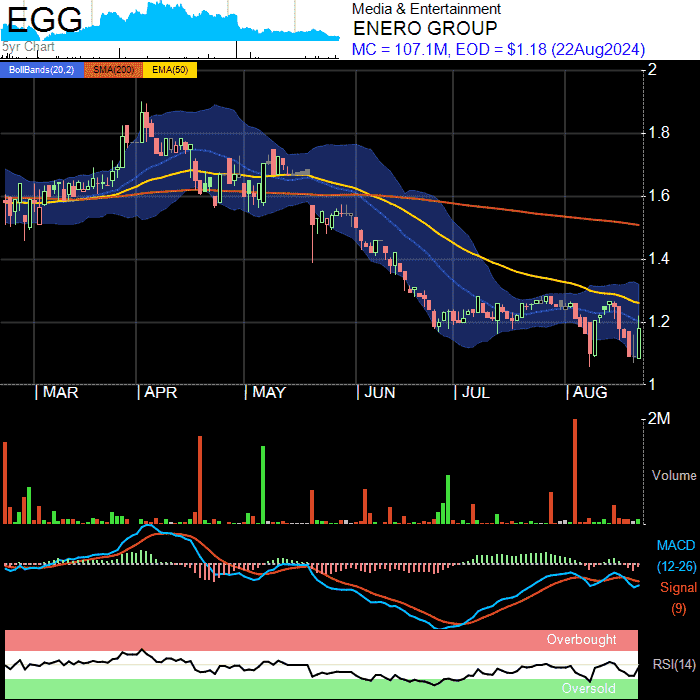 EGG
Media & Entertainment
ENERO GROUP
5yr Chart
MC = 107.1M, EOD = $1.18 (22Aug2024)
BollBands(20,2) SMA(200) EMA(50)
2
1.8
1.6
1.4
1.2
1
MAR APR MAY JUN JUL AUG
2M
Volume
MACD
(12-26)
Signal
(9)
Overbought
RSI(14)
Oversold